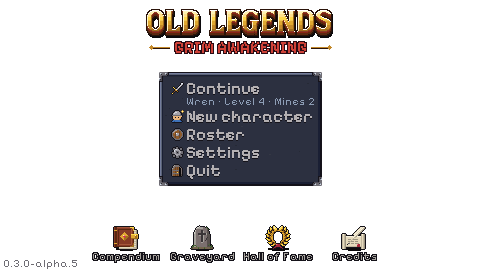 OLD LEGENDS
GRIM AWAKENING
Continue
Wren · Level 4 · Mines 2
New character
Roster
Settings
Quit
Compendium Graveyard Hall of Fame Credits
0.3.0-alpha.5